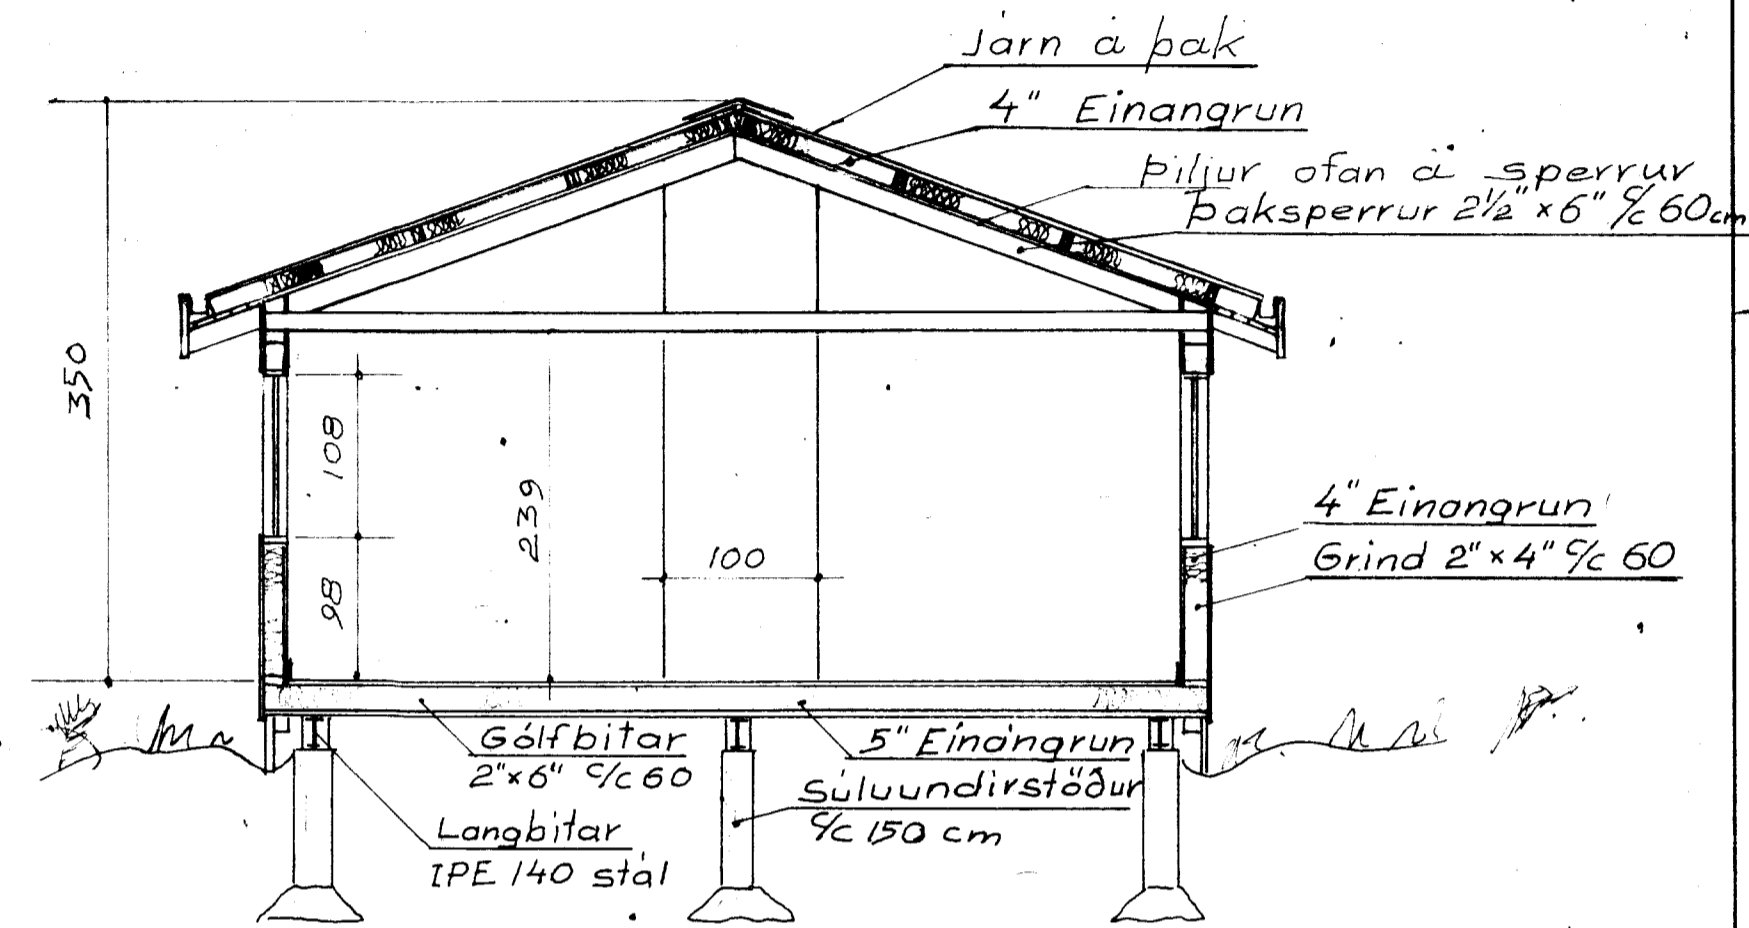 Járn á þak
4" Einangrun
Þiljur ofan á sperrur
Þaksperrur 2½"×6" c/c 60cm
350
108
239
98
100
4" Einangrun
Grind 2"×4" c/c 60
Gólfbitar
2"×6" c/c 60
5" Einangrun
Súluundirstöður
c/c 150 cm
Langbitar
IPE 140 stál